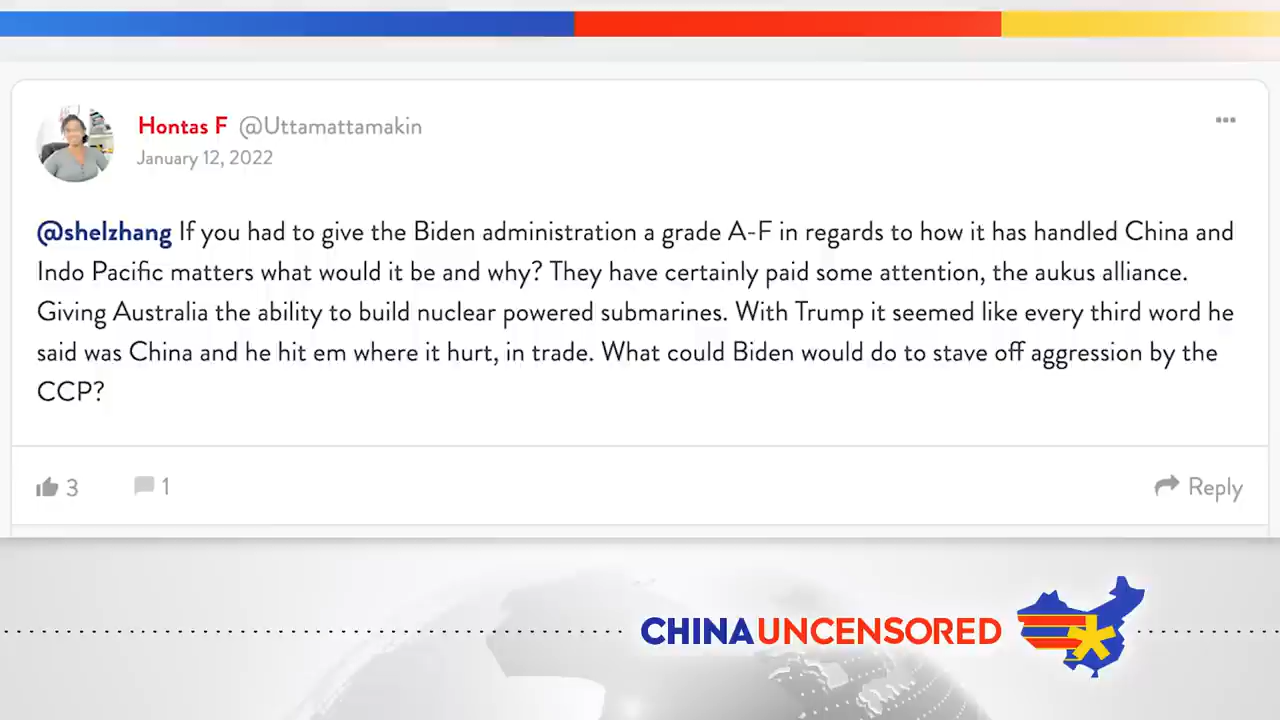 Hontas F @Uttamattamakin
January 12, 2022
@shelzhang If you had to give the Biden administration a grade A-F in regards to how it has handled China and
Indo Pacific matters what would it be and why? They have certainly paid some attention, the aukus alliance.
Giving Australia the ability to build nuclear powered submarines. With Trump it seemed like every third word he
said was China and he hit em where it hurt, in trade. What could Biden would do to stave off aggression by the
CCP?
3 1 Reply
CHINA UNCENSORED